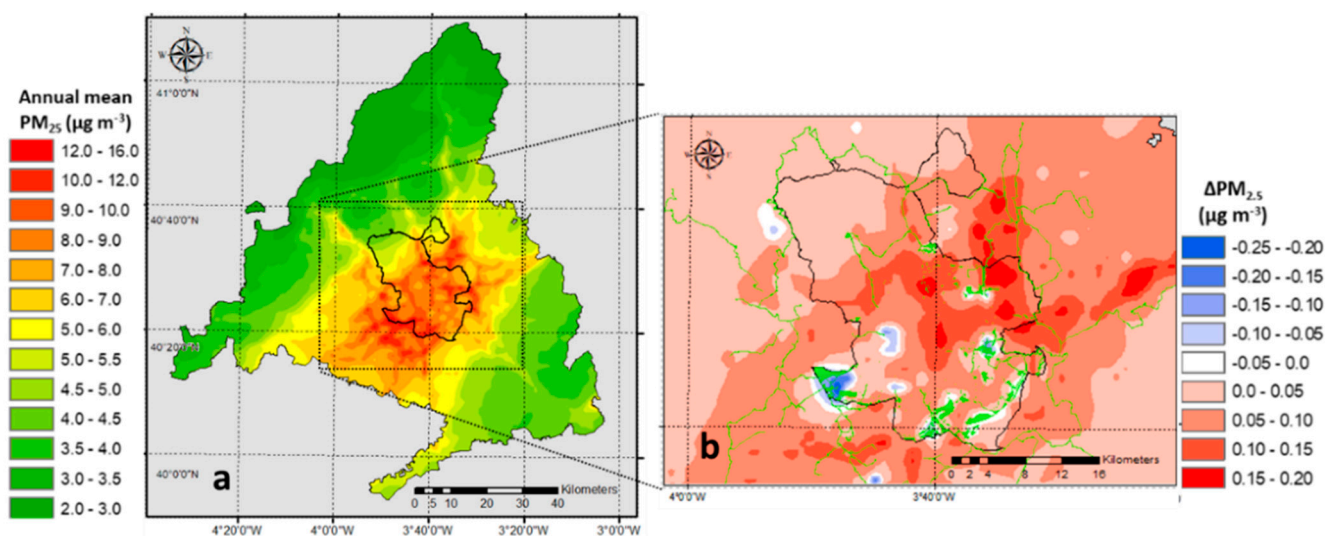 Annual mean
PM25 (µg m-3)
12.0 - 16.0
10.0 - 12.0
9.0 - 10.0
8.0 - 9.0
7.0 - 8.0
6.0 - 7.0
5.0 - 6.0
5.0 - 5.5
4.5 - 5.0
4.0 - 4.5
3.5 - 4.0
3.0 - 3.5
2.0 - 3.0
N
W E
S
41°0'0"N
40°40'0"N
40°20'0"N
40°0'0"N
a
0 5 10 20 30 40 Kilometers
4°20'0"W 4°0'0"W 3°40'0"W 3°20'0"W 3°0'0"W
N
W E
S
b
0 2 4 8 12 16 Kilometers
4°0'0"W 3°40'0"W
ΔPM2.5
(µg m-3)
-0.25 - -0.20
-0.20 - -0.15
-0.15 - -0.10
-0.10 - -0.05
-0.05 - 0.0
0.0 - 0.05
0.05 - 0.10
0.10 - 0.15
0.15 - 0.20